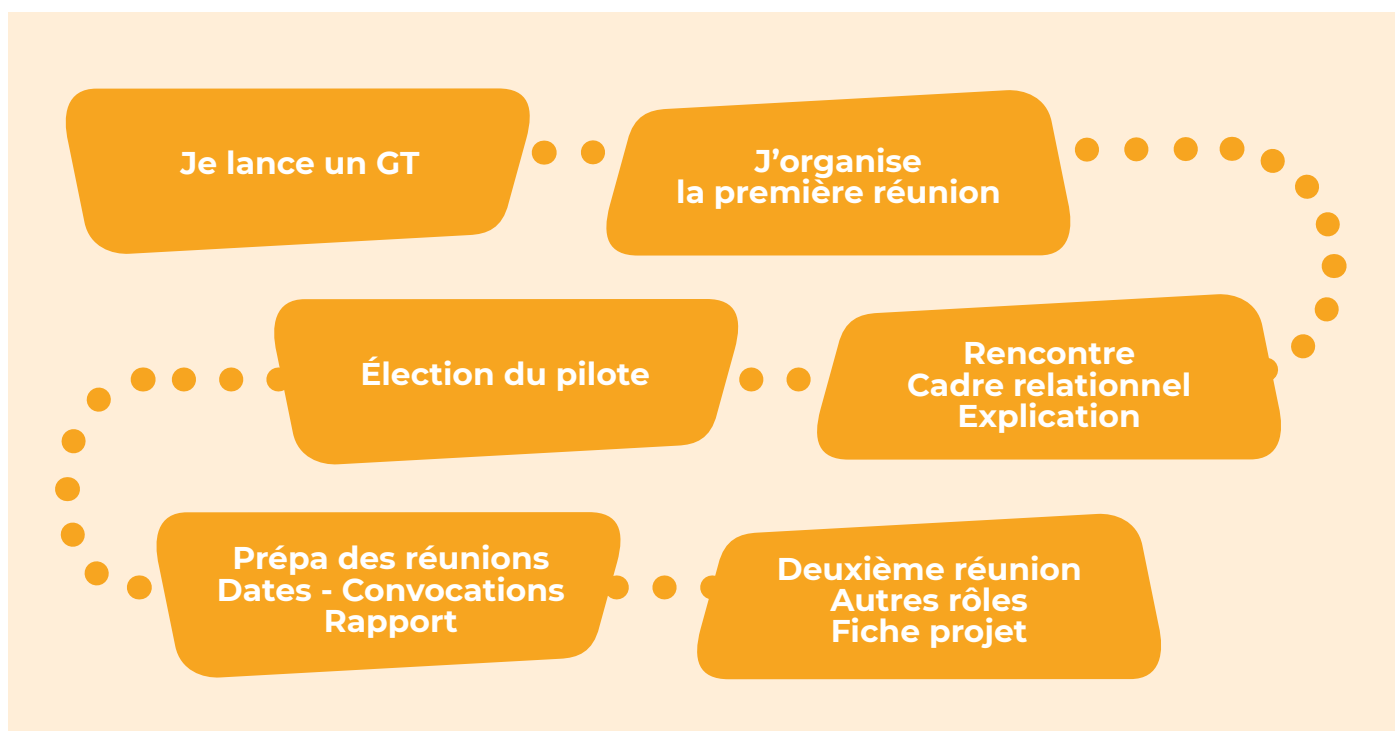 Je lance un GT
J’organise
la première réunion
Rencontre
Cadre relationnel
Explication
Élection du pilote
Prépa des réunions
Dates - Convocations
Rapport
Deuxième réunion
Autres rôles
Fiche projet